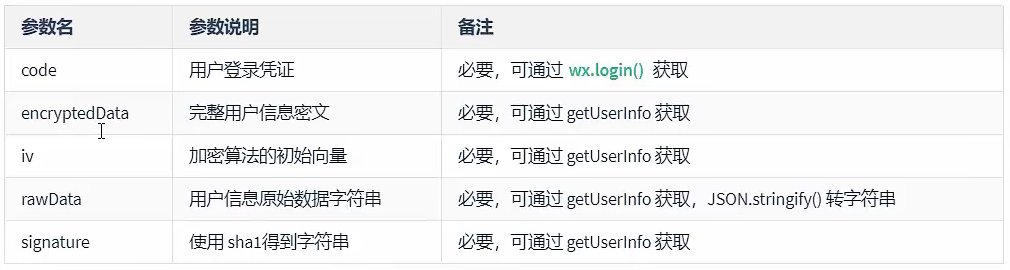 参数名 参数说明 备注
code 用户登录凭证 必要，可通过 wx.login() 获取
encryptedData 完整用户信息密文 必要，可通过 getUserInfo 获取
iv 加密算法的初始向量 必要，可通过 getUserInfo 获取
rawData 用户信息原始数据字符串 必要，可通过 getUserInfo 获取，JSON.stringify() 转字符串
signature 使用 sha1得到字符串 必要，可通过 getUserInfo 获取